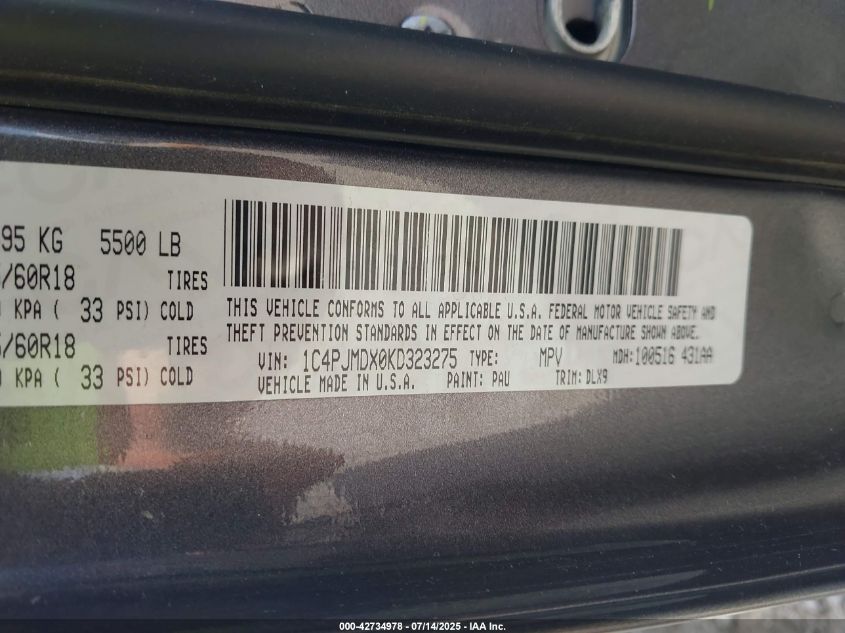 95 KG 5500 LB
/60R18 TIRES
KPA ( 33 PSI) COLD
/60R18 TIRES
KPA ( 33 PSI) COLD
THIS VEHICLE CONFORMS TO ALL APPLICABLE U.S.A. FEDERAL MOTOR VEHICLE SAFETY AND
THEFT PREVENTION STANDARDS IN EFFECT ON THE DATE OF MANUFACTURE SHOWN ABOVE.
VIN: 1C4PJMDX0KD323275 TYPE: MPV MDH:100516 431AA
VEHICLE MADE IN U.S.A. PAINT: PAU TRIM: DLX9
000-42734978 - 07/14/2025 - IAA Inc.